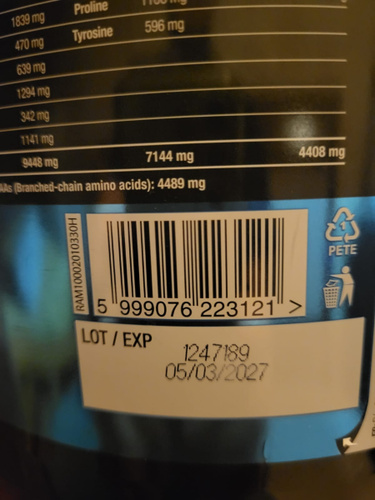 1839 mg Proline
470 mg Tyrosine 596 mg
639 mg
1294 mg
342 mg
1141 mg
9448 mg 7144 mg 4408 mg
(Branched-chain amino acids): 4489 mg
RAM10002010330H
5 999076 223121 >
PETE
LOT / EXP
1247189
05/03/2027